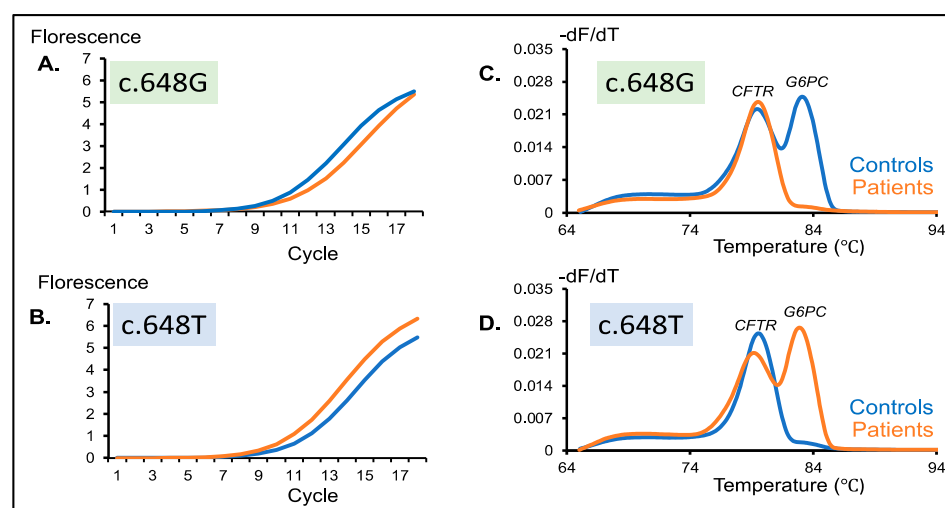 Florescence
A.
c.648G
7
6
5
4
3
2
1
0
1 3 5 7 9 11 13 15 17
Cycle
-dF/dT
C.
c.648G
CFTR
G6PC
0.035
0.028
0.021
0.014
0.007
0
Controls
Patients
64 74 84 94
Temperature (℃)
Florescence
B.
c.648T
7
6
5
4
3
2
1
0
1 3 5 7 9 11 13 15 17
Cycle
-dF/dT
D.
c.648T
CFTR
G6PC
0.035
0.028
0.021
0.014
0.007
0
Controls
Patients
64 74 84 94
Temperature (℃)